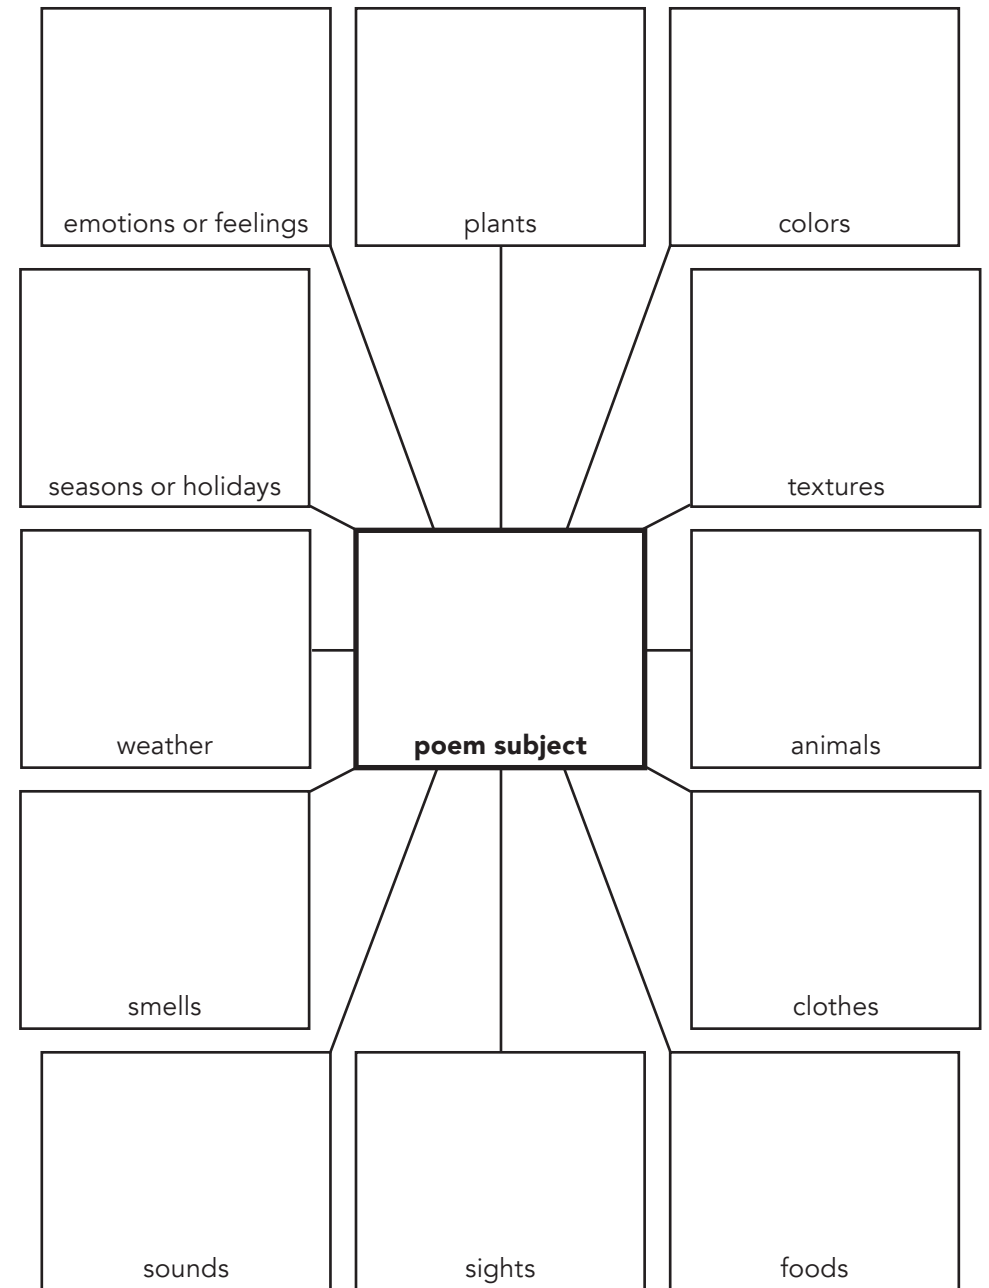 emotions or feelings
plants
colors
seasons or holidays
textures
weather
poem subject
animals
smells
clothes
sounds
sights
foods